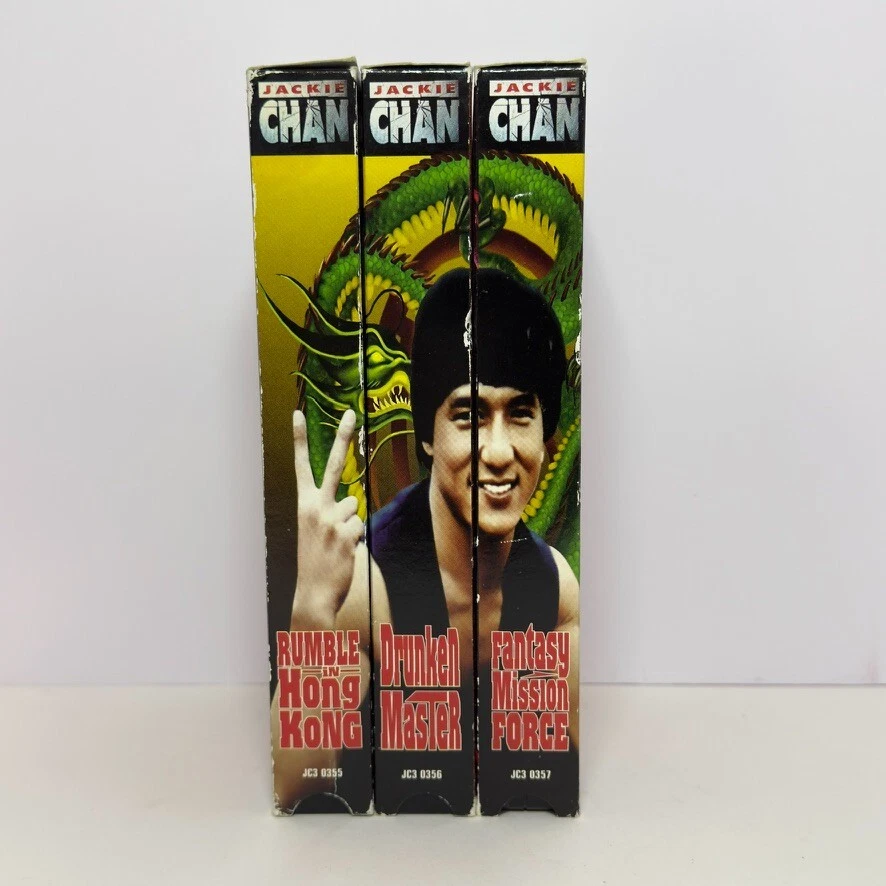 JACKIE
CHAN
RUMBLE
IN
HONG
KONG
JC3 0355
JACKIE
CHAN
Drunken
MASTER
JC3 0356
JACKIE
CHAN
Fantasy
Mission
FORCE
JC3 0357